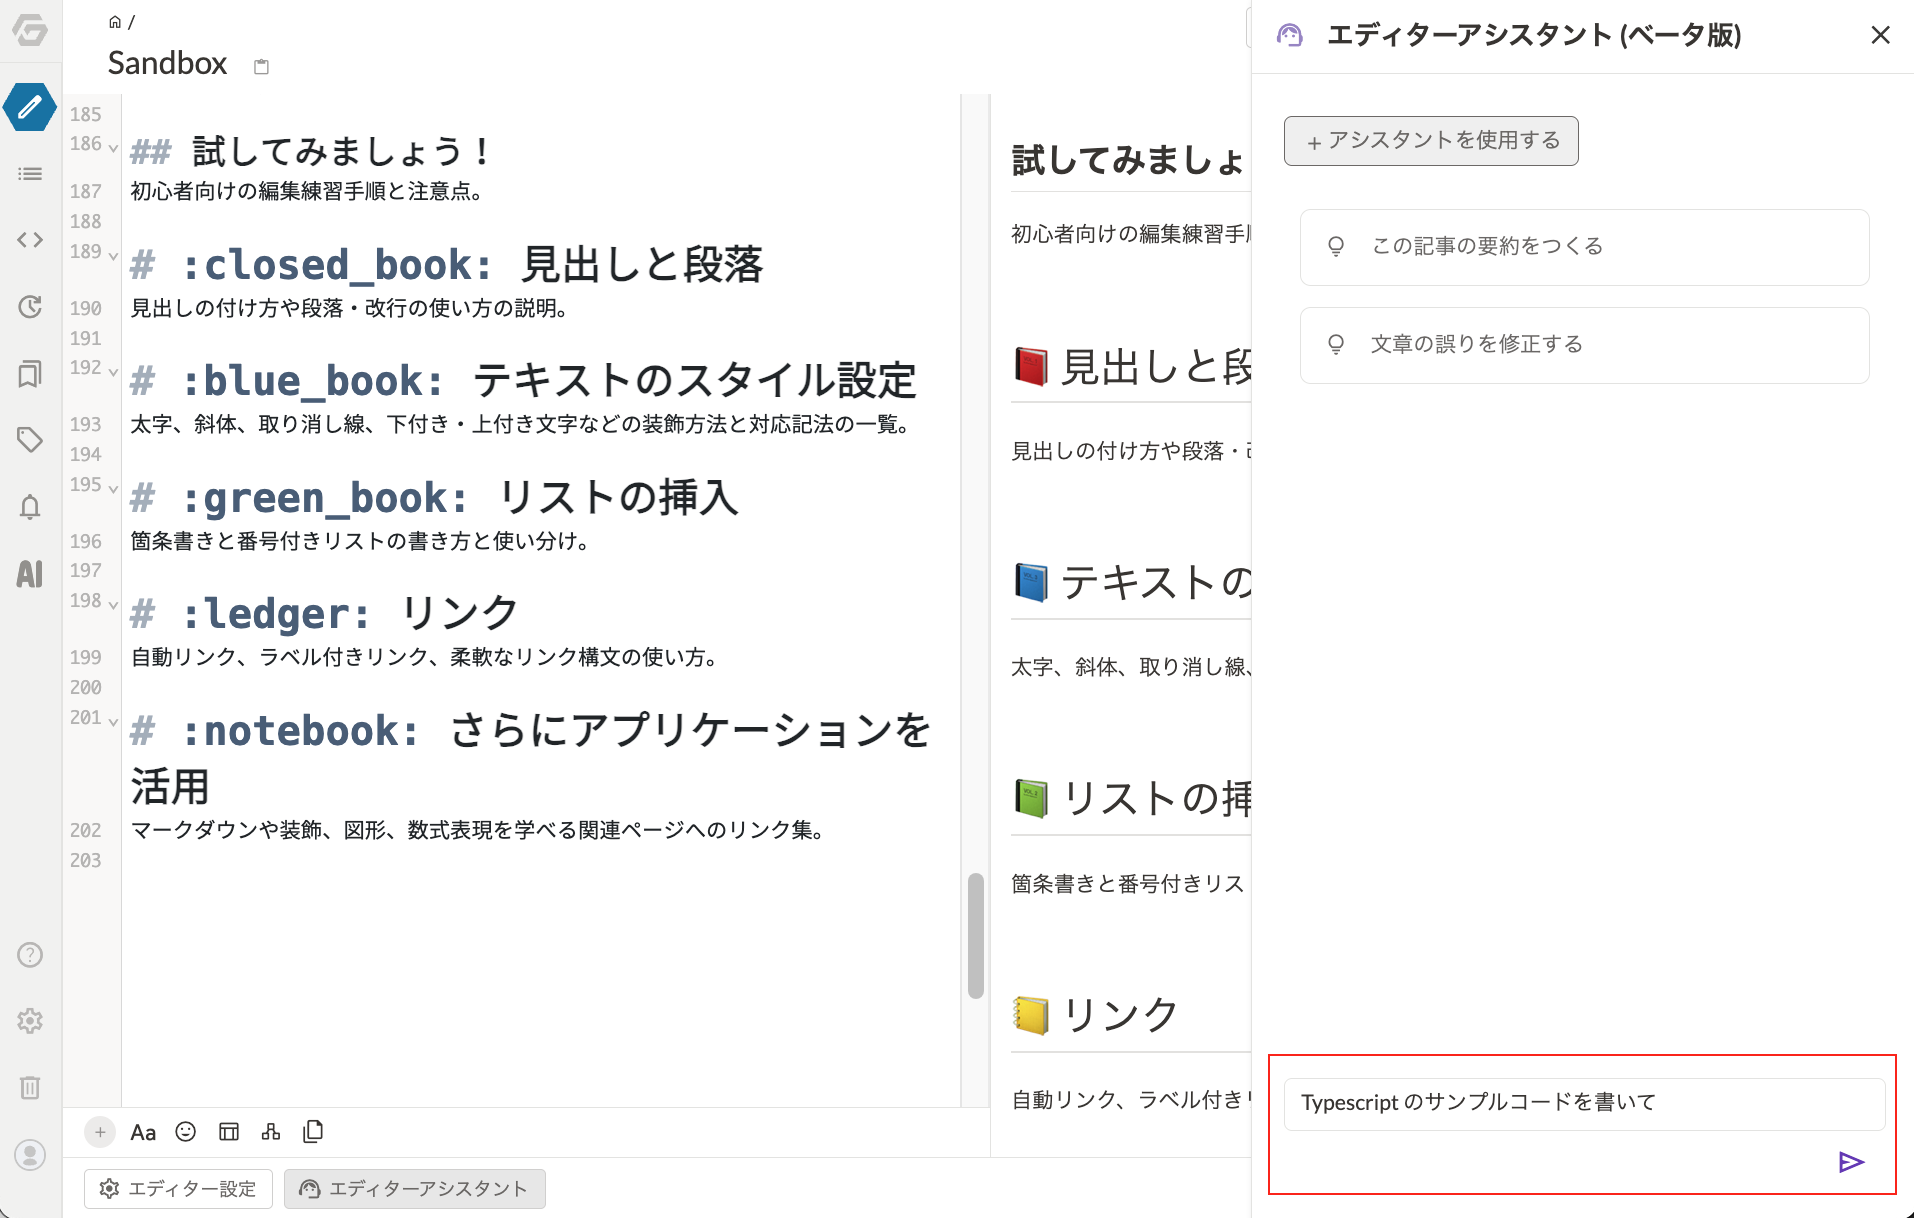 /
Sandbox
185
186 ## 試してみましょう！
187 初心者向けの編集練習手順と注意点。
188
189 # :closed_book: 見出しと段落
190 見出しの付け方や段落・改行の使い方の説明。
191
192 # :blue_book: テキストのスタイル設定
193 太字、斜体、取り消し線、下付き・上付き文字などの装飾方法と対応記法の一覧。
194
195 # :green_book: リストの挿入
196 箇条書きと番号付きリストの書き方と使い分け。
197
198 # :ledger: リンク
199 自動リンク、ラベル付きリンク、柔軟なリンク構文の使い方。
200
201 # :notebook: さらにアプリケーションを
活用
202 マークダウンや装飾、図形、数式表現を学べる関連ページへのリンク集。
203
AI
Aa
エディター設定
エディターアシスタント
試してみましょ
初心者向けの編集練習手
見出しと段
見出しの付け方や段落・
テキストの
太字、斜体、取り消し線、
リストの挿
箇条書きと番号付きリス
リンク
自動リンク、ラベル付き
エディターアシスタント (ベータ版)
+ アシスタントを使用する
この記事の要約をつくる
文章の誤りを修正する
Typescript のサンプルコードを書いて